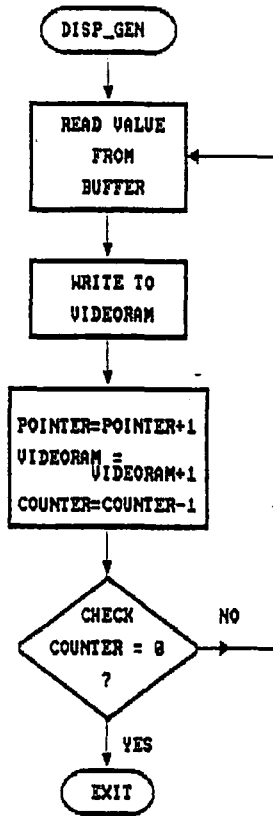 DISP_GEN
READ VALUE
FROM
BUFFER
WRITE TO
VIDEORAM
POINTER=POINTER+1
VIDEORAM =
VIDEORAM+1
COUNTER=COUNTER-1
CHECK
COUNTER = 0
?
NO
YES
EXIT